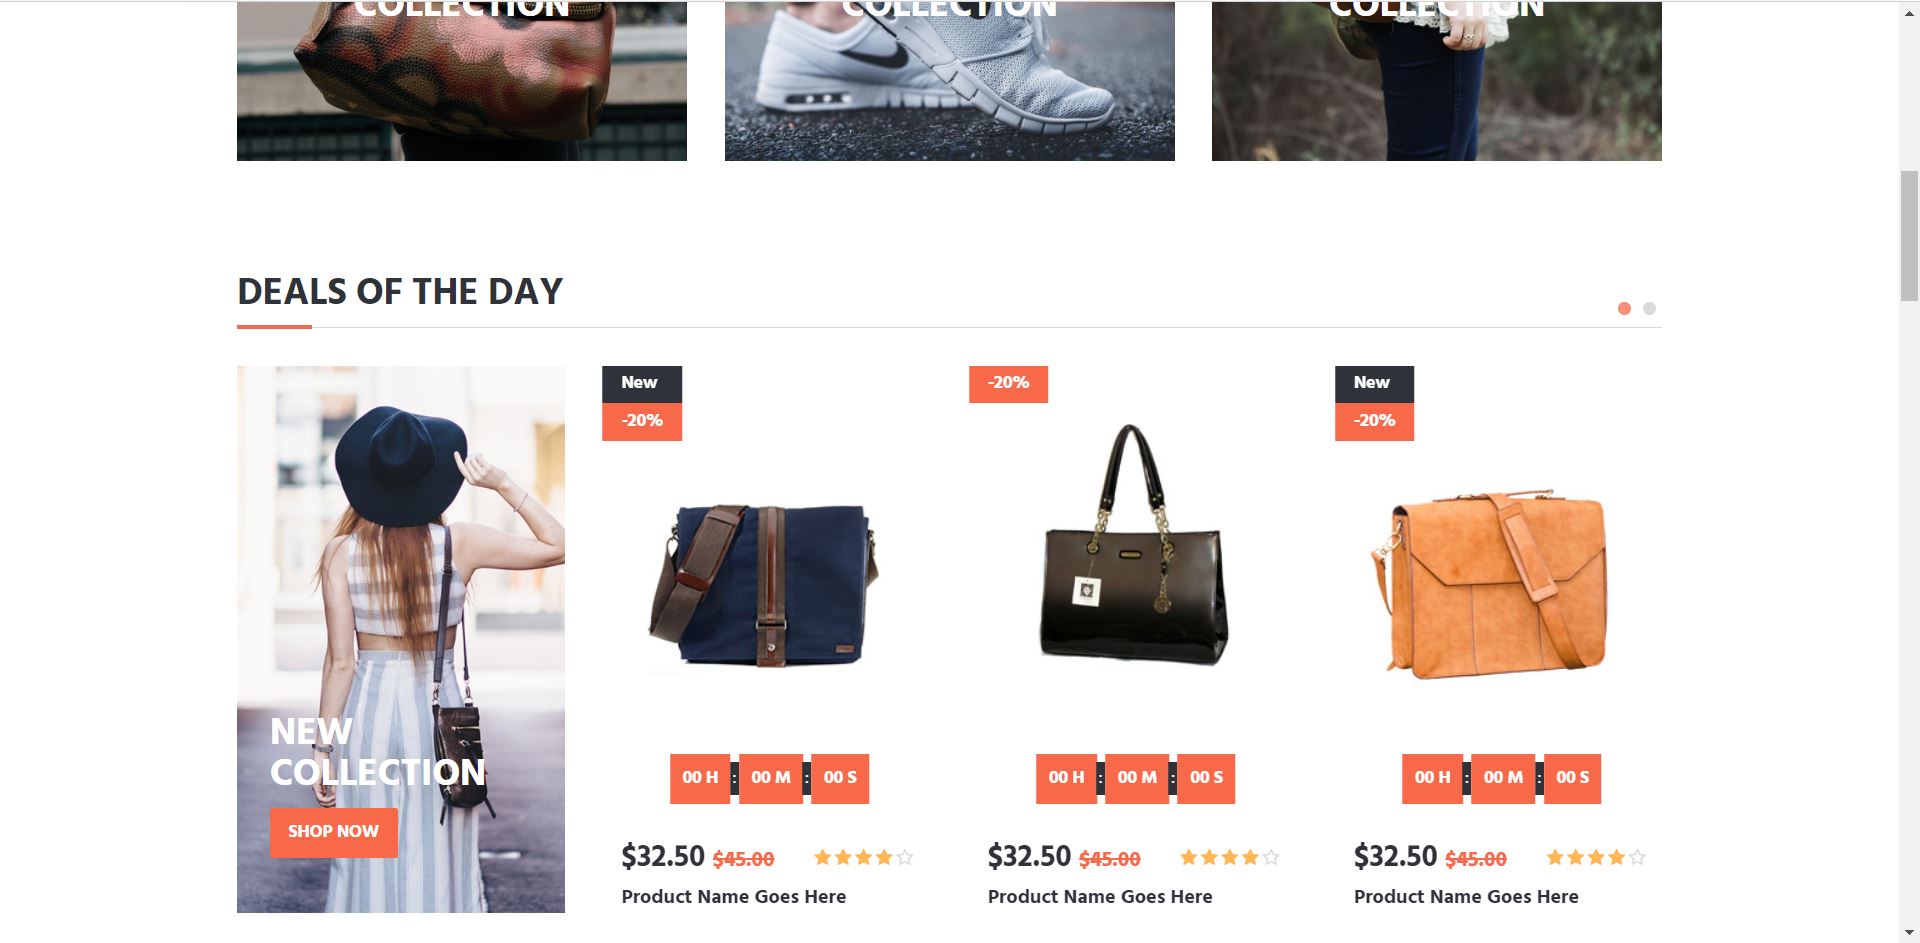 COLLECTION
COLLECTION
COLLECTION
DEALS OF THE DAY
NEW
COLLECTION
SHOP NOW
New
-20%
00 H : 00 M : 00 S
$32.50 $45.00
Product Name Goes Here
-20%
00 H : 00 M : 00 S
$32.50 $45.00
Product Name Goes Here
New
-20%
00 H : 00 M : 00 S
$32.50 $45.00
Product Name Goes Here